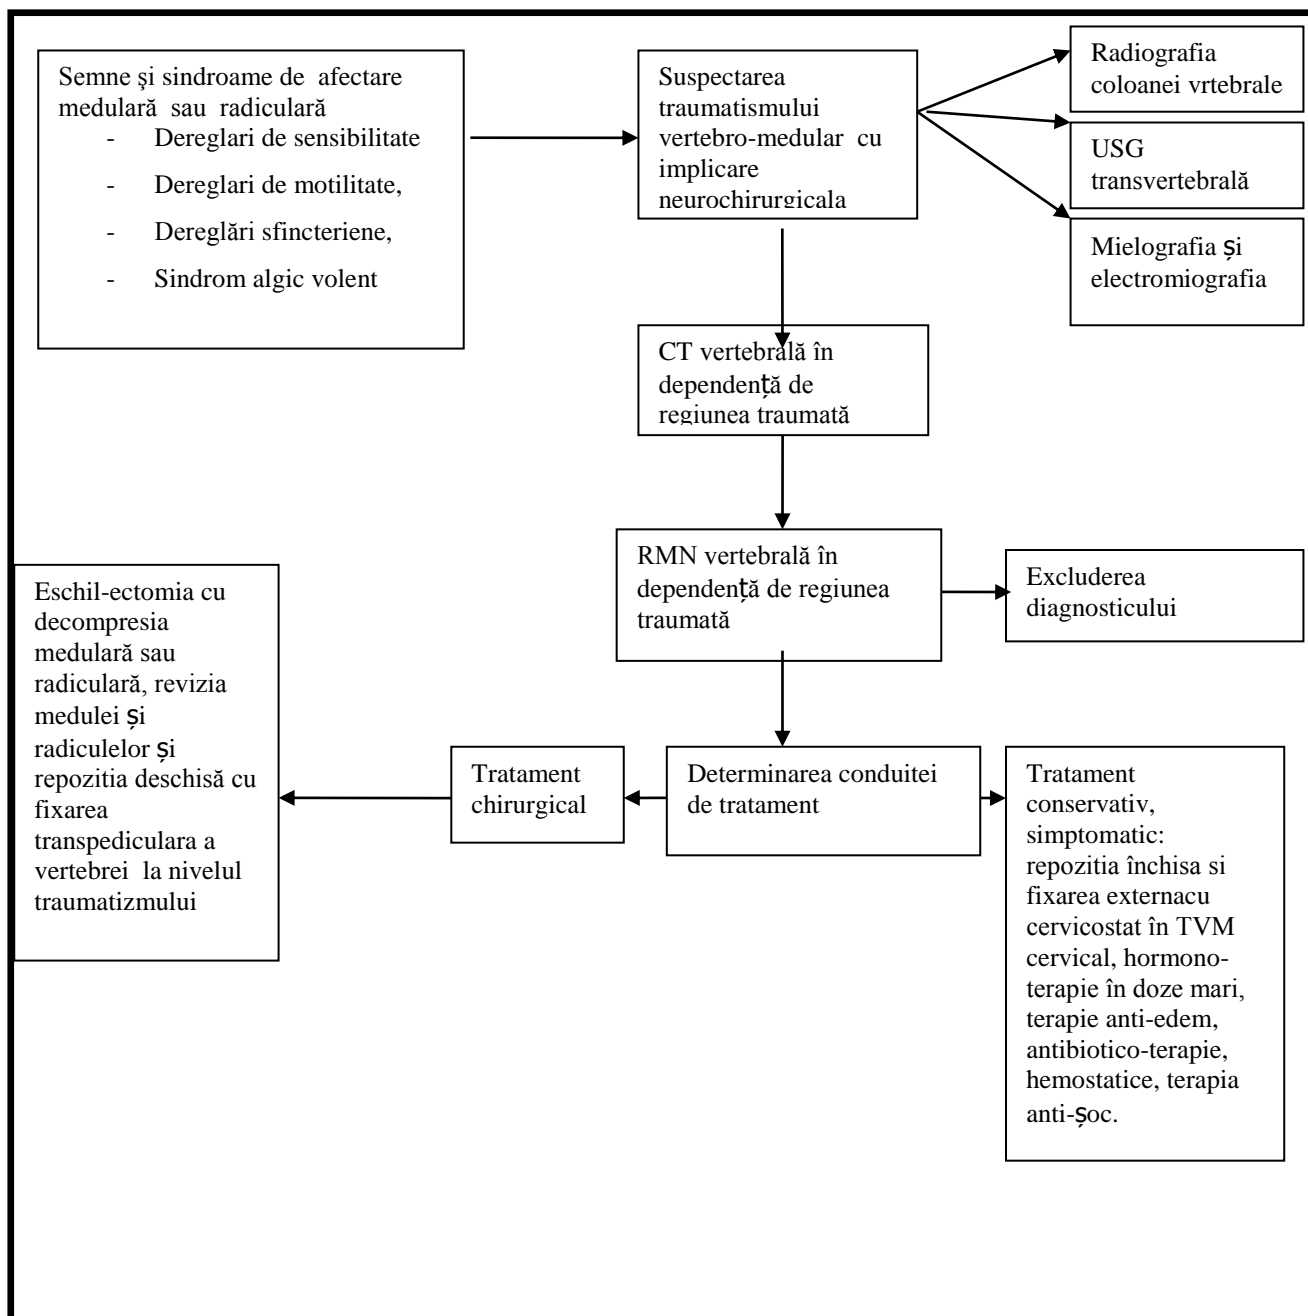 Semne şi sindroame de afectare
medulară sau radiculară
- Dereglari de sensibilitate
- Dereglari de motilitate,
- Dereglări sfincteriene,
- Sindrom algic volent
Suspectarea
traumatismului
vertebro-medular cu
implicare
neurochirurgicala
Radiografia
coloanei vrtebrale
USG
transvertebrală
Mielografia și
electromiografia
CT vertebrală în
dependență de
regiunea traumată
RMN vertebrală în
dependență de regiunea
traumată
Excluderea
diagnosticului
Eschil-ectomia cu
decompresia
medulară sau
radiculară, revizia
medulei și
radiculelor și
repozitia deschisă cu
fixarea
transpediculara a
vertebrei la nivelul
traumatizmului
Tratament
chirurgical
Determinarea conduitei
de tratament
Tratament
conservativ,
simptomatic:
repozitia închisa si
fixarea externacu
cervicostat în TVM
cervical, hormono-
terapie în doze mari,
terapie anti-edem,
antibiotico-terapie,
hemostatice, terapia
anti-șoc.